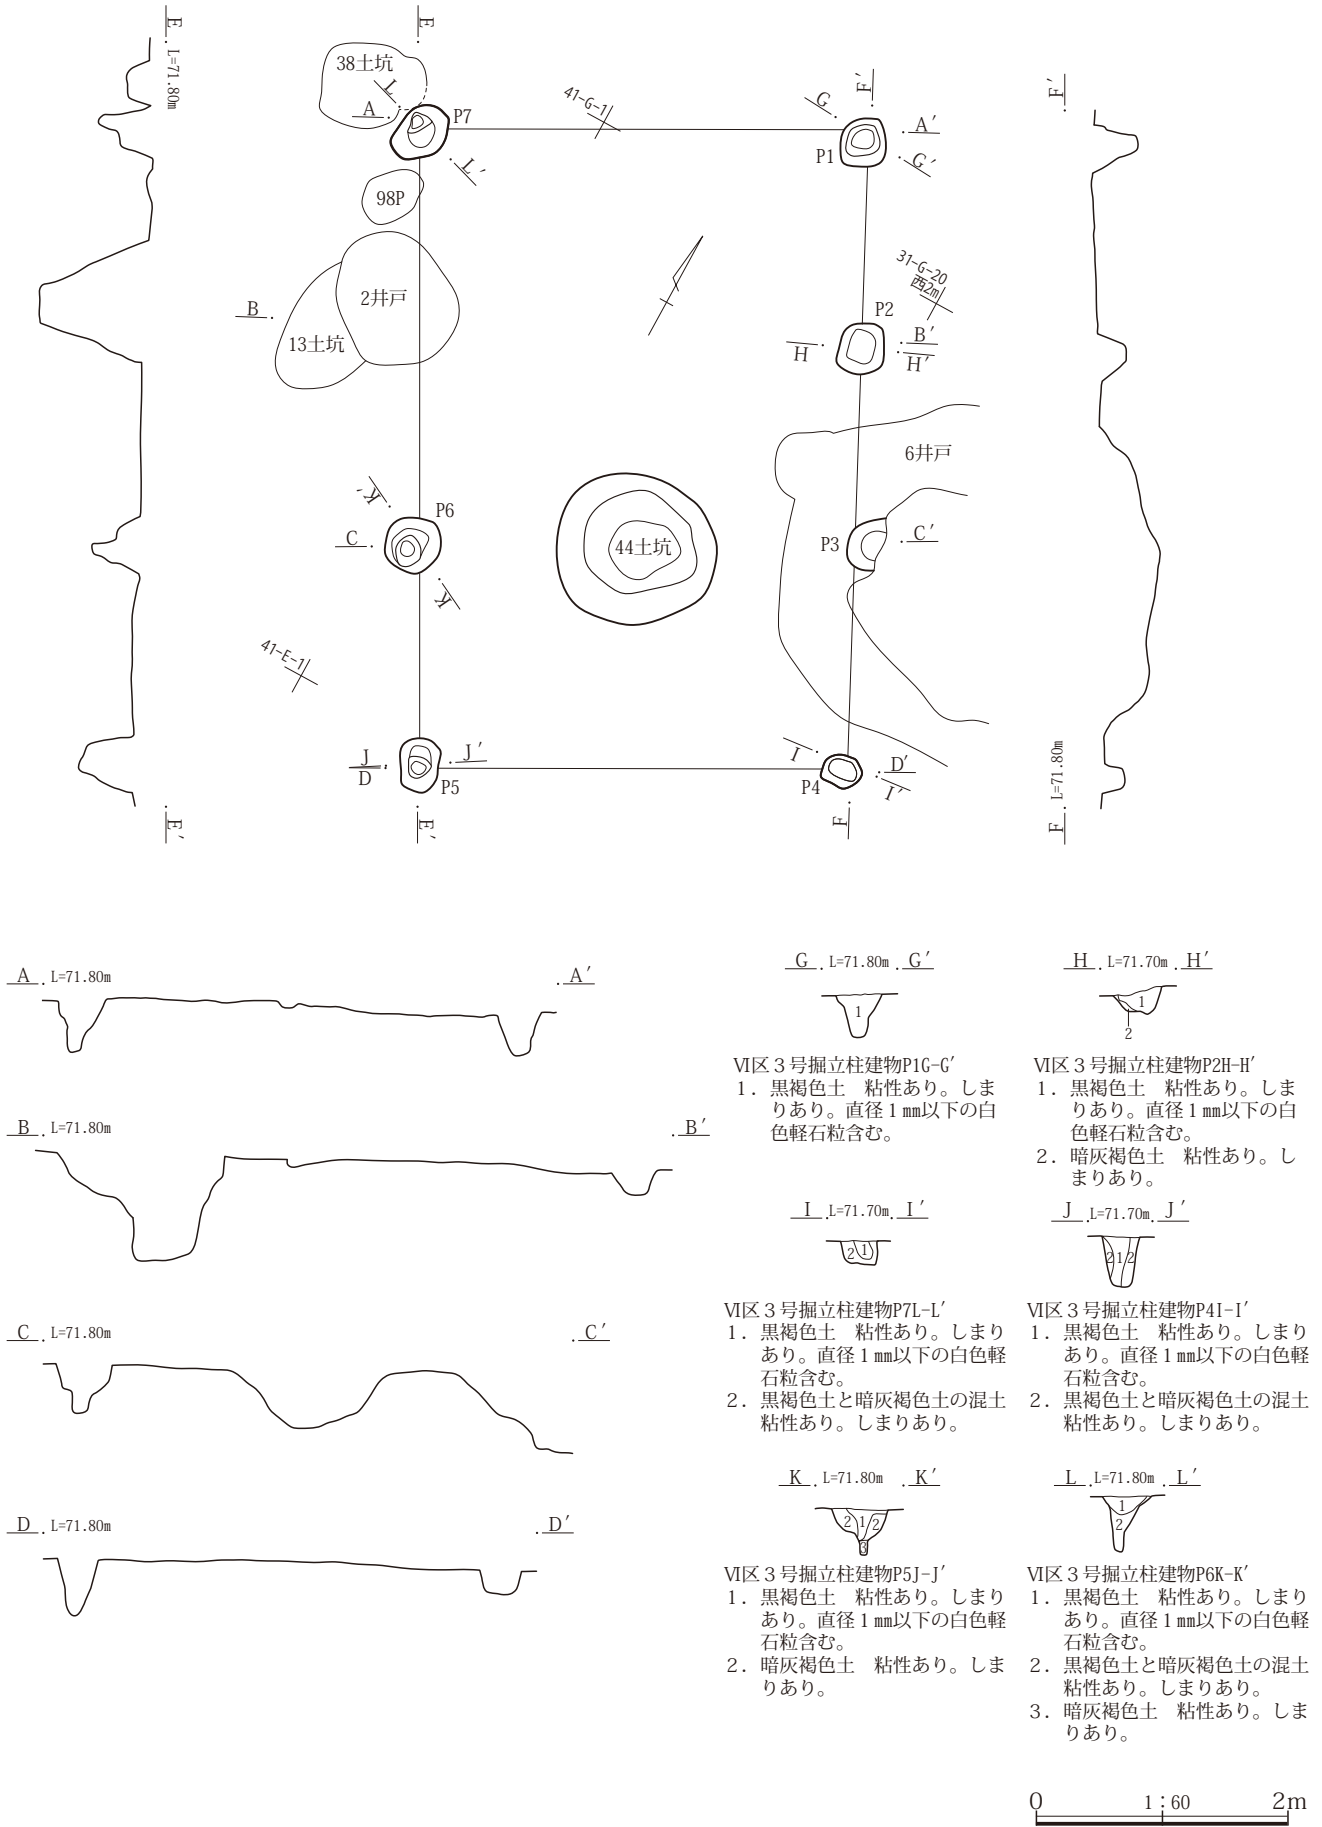 E
L=71.80m
E′
E
E′
38土坑
L
A
P7
L′
98P
41-G-1
G
F′
A′
P1
G′
F′
B
2井戸
13土坑
31-G-20
西2m
P2
B′
H
H′
6井戸
K′
P6
C
K
44土坑
P3
C′
41-E-1
J
J′
D
P5
I
D′
P4
I′
F
L=71.80m
F
A L=71.80m A′
B L=71.80m B′
C L=71.80m C′
D L=71.80m D′
G L=71.80m G′
1
Ⅵ区３号掘立柱建物P1G-G′
１．黒褐色土　粘性あり。しま
りあり。直径１㎜以下の白
色軽石粒含む。
H L=71.70m H′
1
2
Ⅵ区３号掘立柱建物P2H-H′
１．黒褐色土　粘性あり。しま
りあり。直径１㎜以下の白
色軽石粒含む。
２．暗灰褐色土　粘性あり。し
まりあり。
I L=71.70m I′
2 1
Ⅵ区３号掘立柱建物P7L-L′
１．黒褐色土　粘性あり。しまり
あり。直径１㎜以下の白色軽
石粒含む。
２．黒褐色土と暗灰褐色土の混土
粘性あり。しまりあり。
J L=71.70m J′
2 1 2
Ⅵ区３号掘立柱建物P4I-I′
１．黒褐色土　粘性あり。しまり
あり。直径１㎜以下の白色軽
石粒含む。
２．黒褐色土と暗灰褐色土の混土
粘性あり。しまりあり。
K L=71.80m K′
2 1 2
3
Ⅵ区３号掘立柱建物P5J-J′
１．黒褐色土　粘性あり。しまり
あり。直径１㎜以下の白色軽
石粒含む。
２．暗灰褐色土　粘性あり。しま
りあり。
L L=71.80m L′
1
2
Ⅵ区３号掘立柱建物P6K-K′
１．黒褐色土　粘性あり。しまり
あり。直径１㎜以下の白色軽
石粒含む。
２．黒褐色土と暗灰褐色土の混土
粘性あり。しまりあり。
３．暗灰褐色土　粘性あり。しま
りあり。
0 1：60 2m